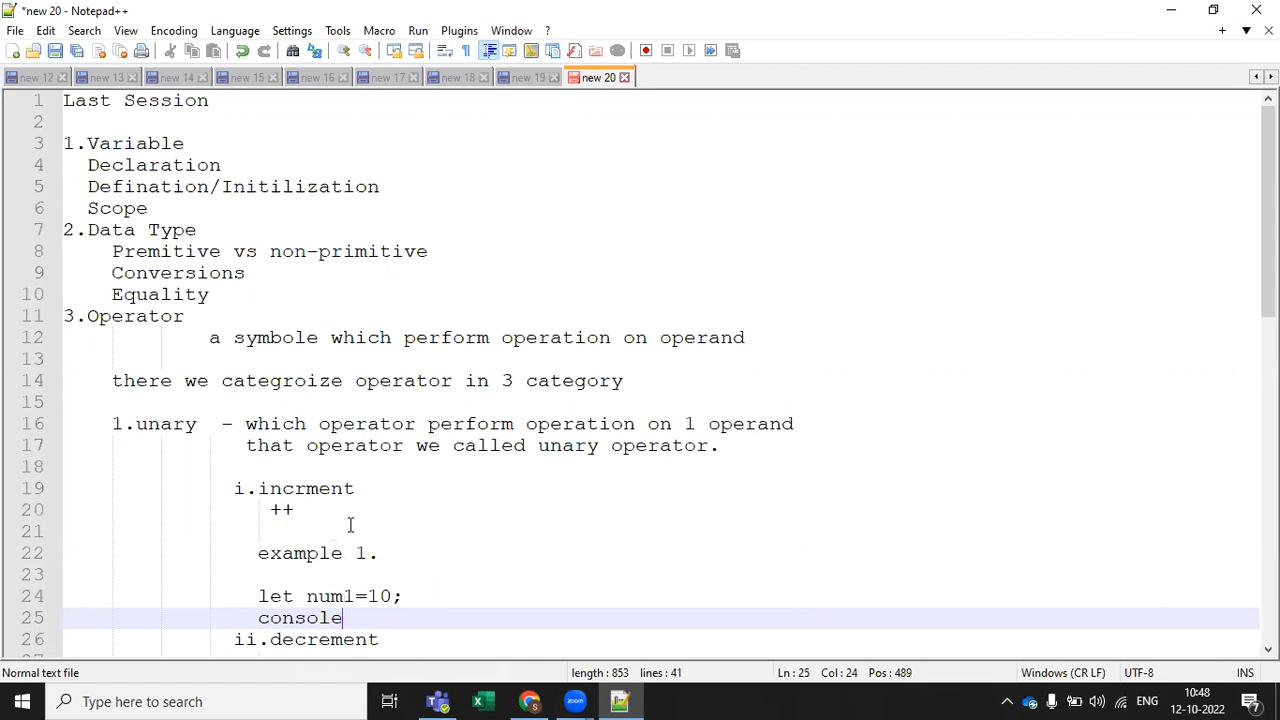 *new 20 - Notepad++
File Edit Search View Encoding Language Settings Tools Macro Run Plugins Window ?
new 12 new 13 new 14 new 15 new 16 new 17 new 18 new 19 new 20
1 Last Session
2
3 1.Variable
4 Declaration
5 Defination/Initilization
6 Scope
7 2.Data Type
8 Premitive vs non-primitive
9 Conversions
10 Equality
11 3.Operator
12 a symbole which perform operation on operand
13
14 there we categroize operator in 3 category
15
16 1.unary - which operator perform operation on 1 operand
17 that operator we called unary operator.
18
19 i.incrment
20 ++
21
22 example 1.
23
24 let num1=10;
25 console
26 ii.decrement
Normal text file length : 853 lines : 41 Ln : 25 Col : 24 Pos : 489 Windows (CR LF) UTF-8 INS
Type here to search ENG 10:48
12-10-2022
7